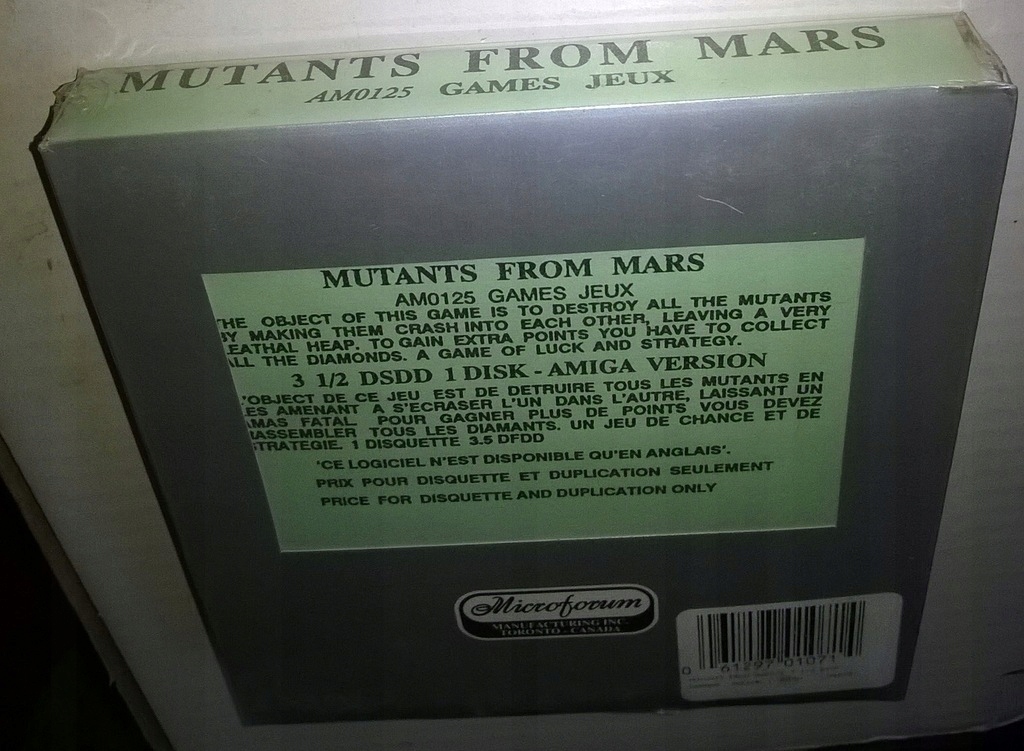 MUTANTS FROM MARS
AM0125 GAMES JEUX
MUTANTS FROM MARS
AM0125 GAMES JEUX
HE OBJECT OF THIS GAME IS TO DESTROY ALL THE MUTANTS
BY MAKING THEM CRASH INTO EACH OTHER, LEAVING A VERY
LEATHAL HEAP. TO GAIN EXTRA POINTS YOU HAVE TO COLLECT
ALL THE DIAMONDS. A GAME OF LUCK AND STRATEGY.
3 1/2 DSDD 1 DISK - AMIGA VERSION
'OBJECT DE CE JEU EST DE DETRUIRE TOUS LES MUTANTS EN
ES AMENANT A S'ECRASER L'UN DANS L'AUTRE, LAISSANT UN
AMAS FATAL. POUR GAGNER PLUS DE POINTS VOUS DEVEZ
ASSEMBLER TOUS LES DIAMANTS. UN JEU DE CHANCE ET DE
TRATEGIE. 1 DISQUETTE 3.5 DFDD
'CE LOGICIEL N'EST DISPONIBLE QU'EN ANGLAIS'.
PRIX POUR DISQUETTE ET DUPLICATION SEULEMENT
PRICE FOR DISQUETTE AND DUPLICATION ONLY
Microforum
MANUFACTURING INC.
TORONTO - CANADA
0 61297 01071